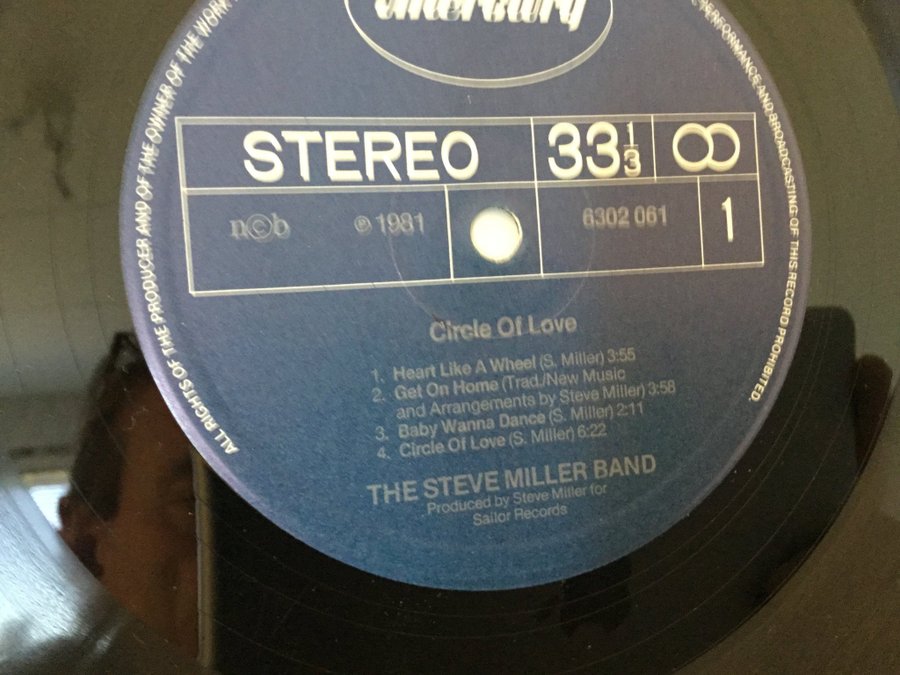 mercury
STEREO 33 1/3 8
n©b ℗ 1981 6302 061 1
Circle Of Love
1. Heart Like A Wheel (S. Miller) 3:55
2. Get On Home (Trad./New Music
and Arrangements by Steve Miller) 3:58
3. Baby Wanna Dance (S. Miller) 2:11
4. Circle Of Love (S. Miller) 6:22
THE STEVE MILLER BAND
Produced by Steve Miller for
Sailor Records
ALL RIGHTS OF THE PRODUCER AND OF THE OWNER OF THE WORK
PERFORMANCE AND BROADCASTING OF THIS RECORD PROHIBITED.